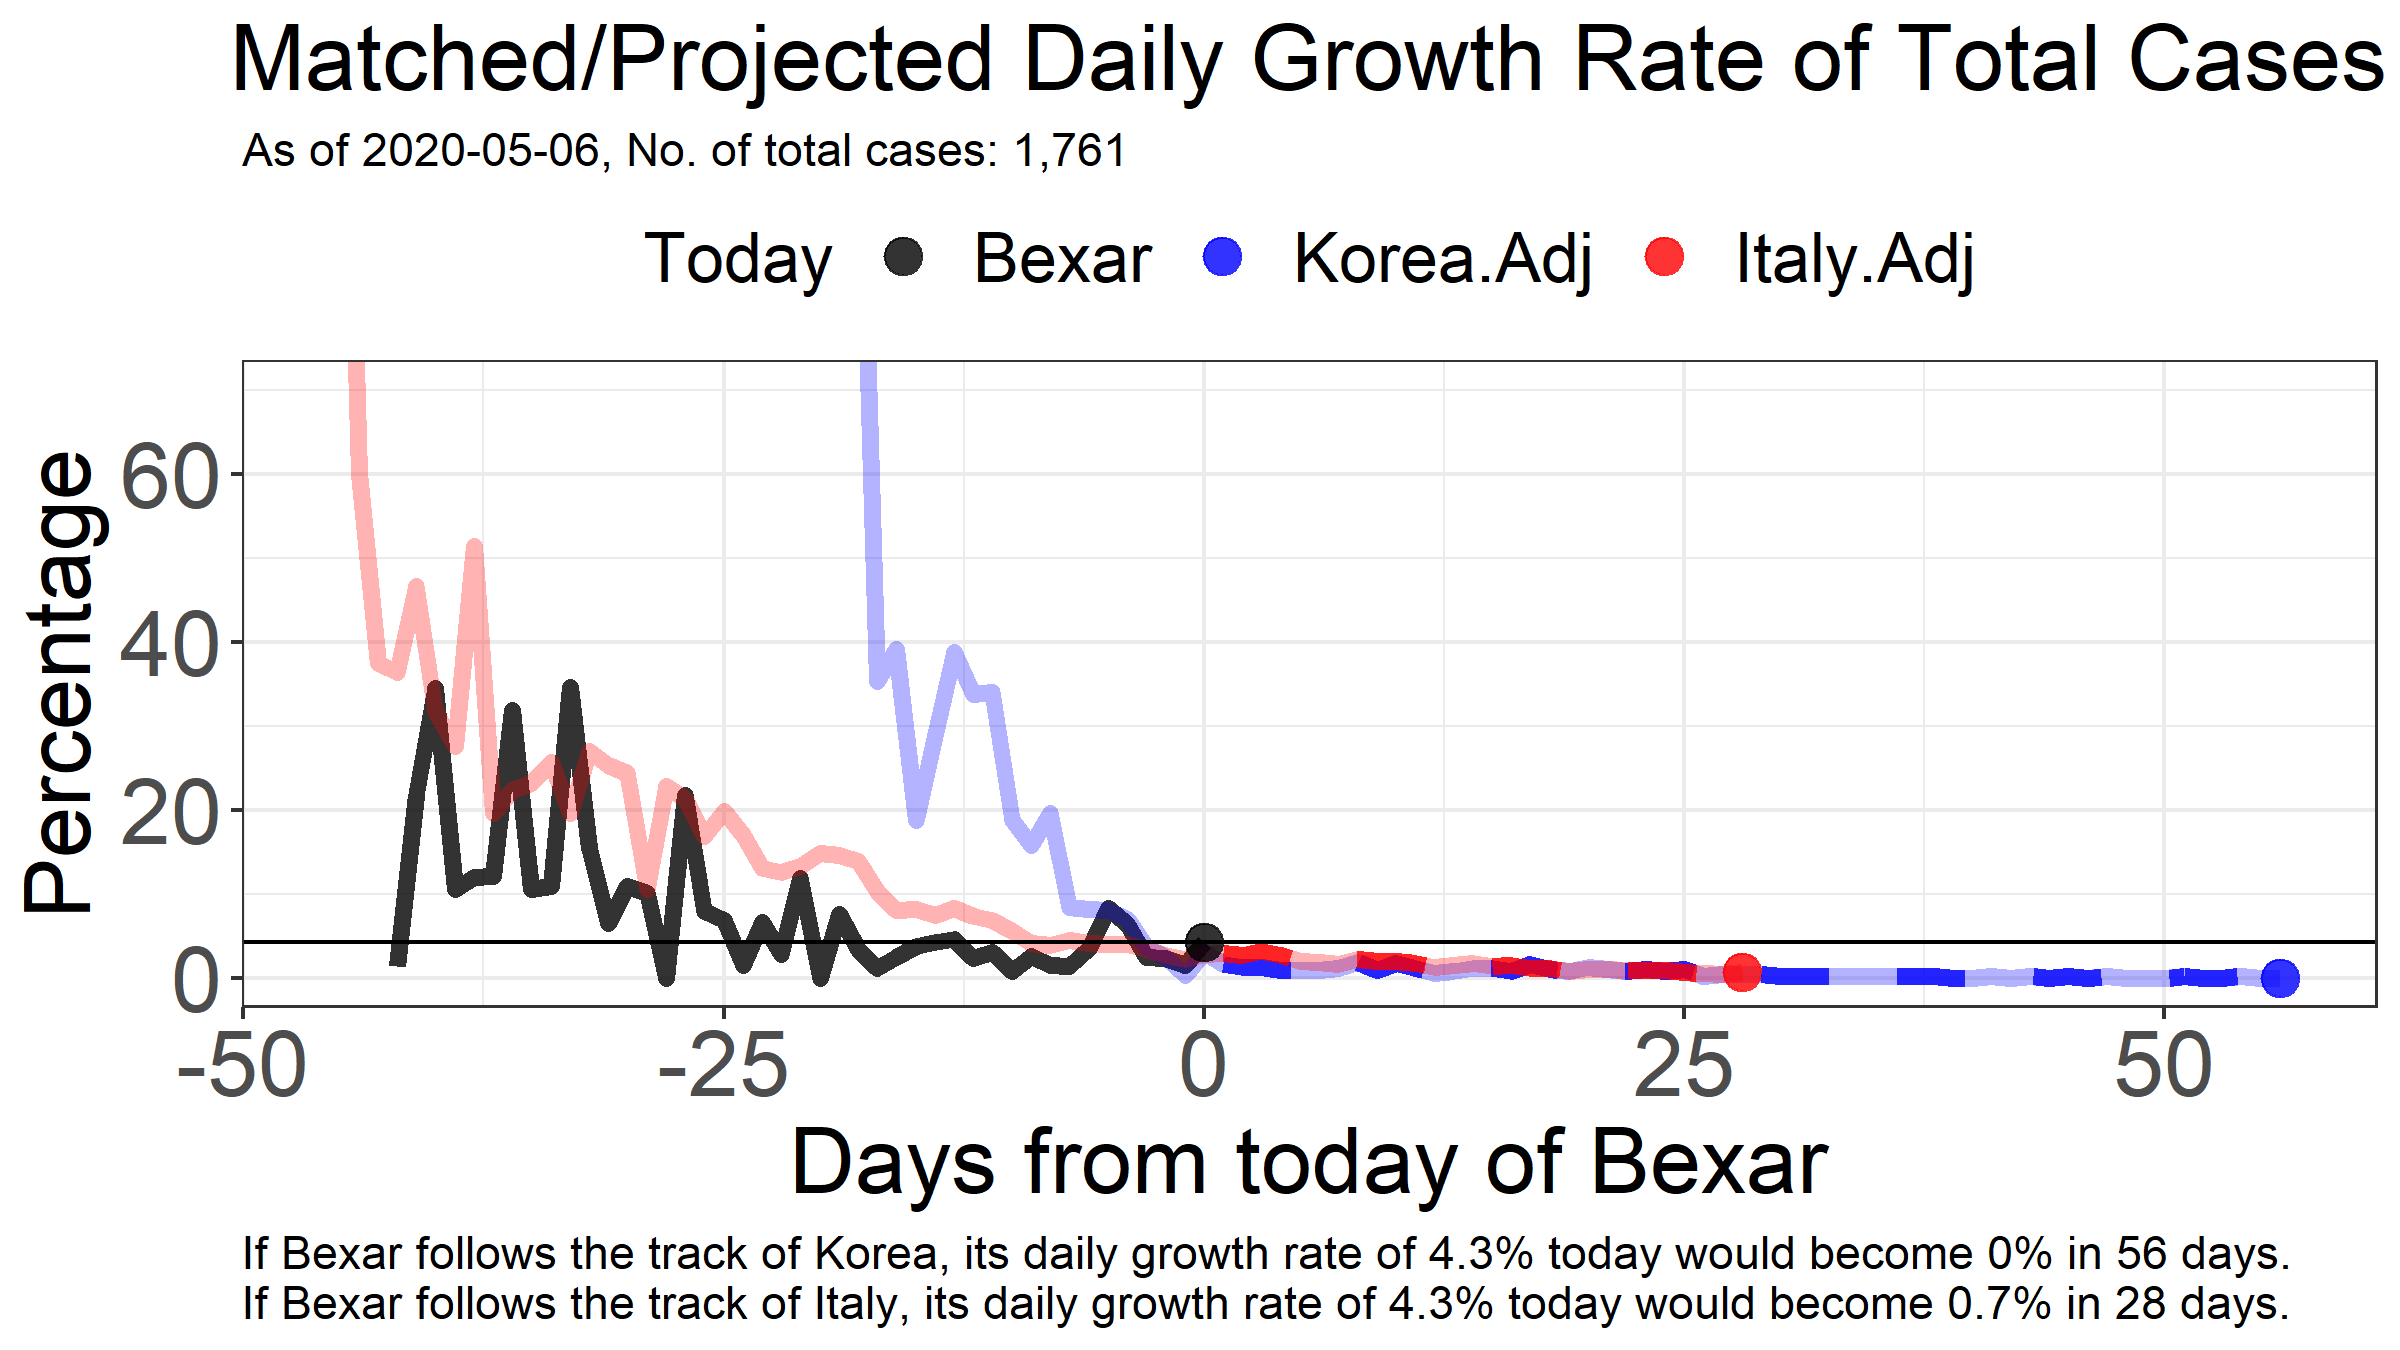 Matched/Projected Daily Growth Rate of Total Cases
As of 2020-05-06, No. of total cases: 1,761
Today Bexar Korea.Adj Italy.Adj
Percentage
60
40
20
0
-50 -25 0 25 50
Days from today of Bexar
If Bexar follows the track of Korea, its daily growth rate of 4.3% today would become 0% in 56 days.
If Bexar follows the track of Italy, its daily growth rate of 4.3% today would become 0.7% in 28 days.